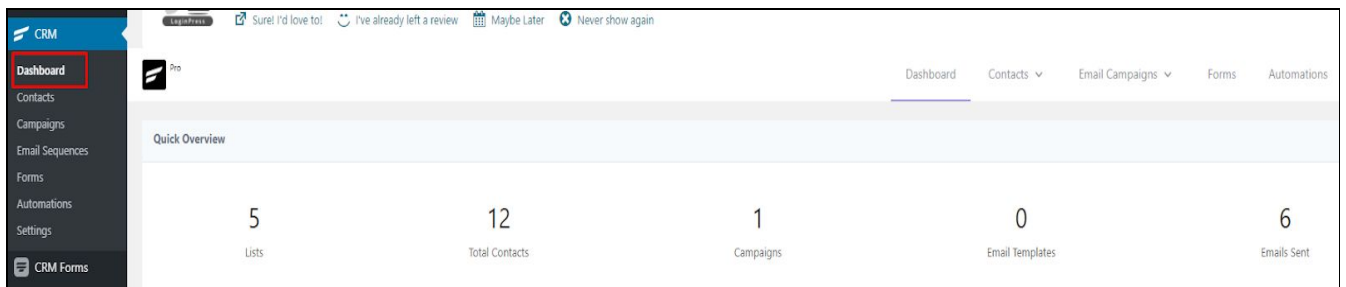 LoginPress
Sure! I'd love to! I've already left a review Maybe Later Never show again
CRM
Dashboard
Contacts
Campaigns
Email Sequences
Forms
Automations
Settings
CRM Forms
Pro
Dashboard Contacts Email Campaigns Forms Automations
Quick Overview
5 12 1 0 6
Lists Total Contacts Campaigns Email Templates Emails Sent